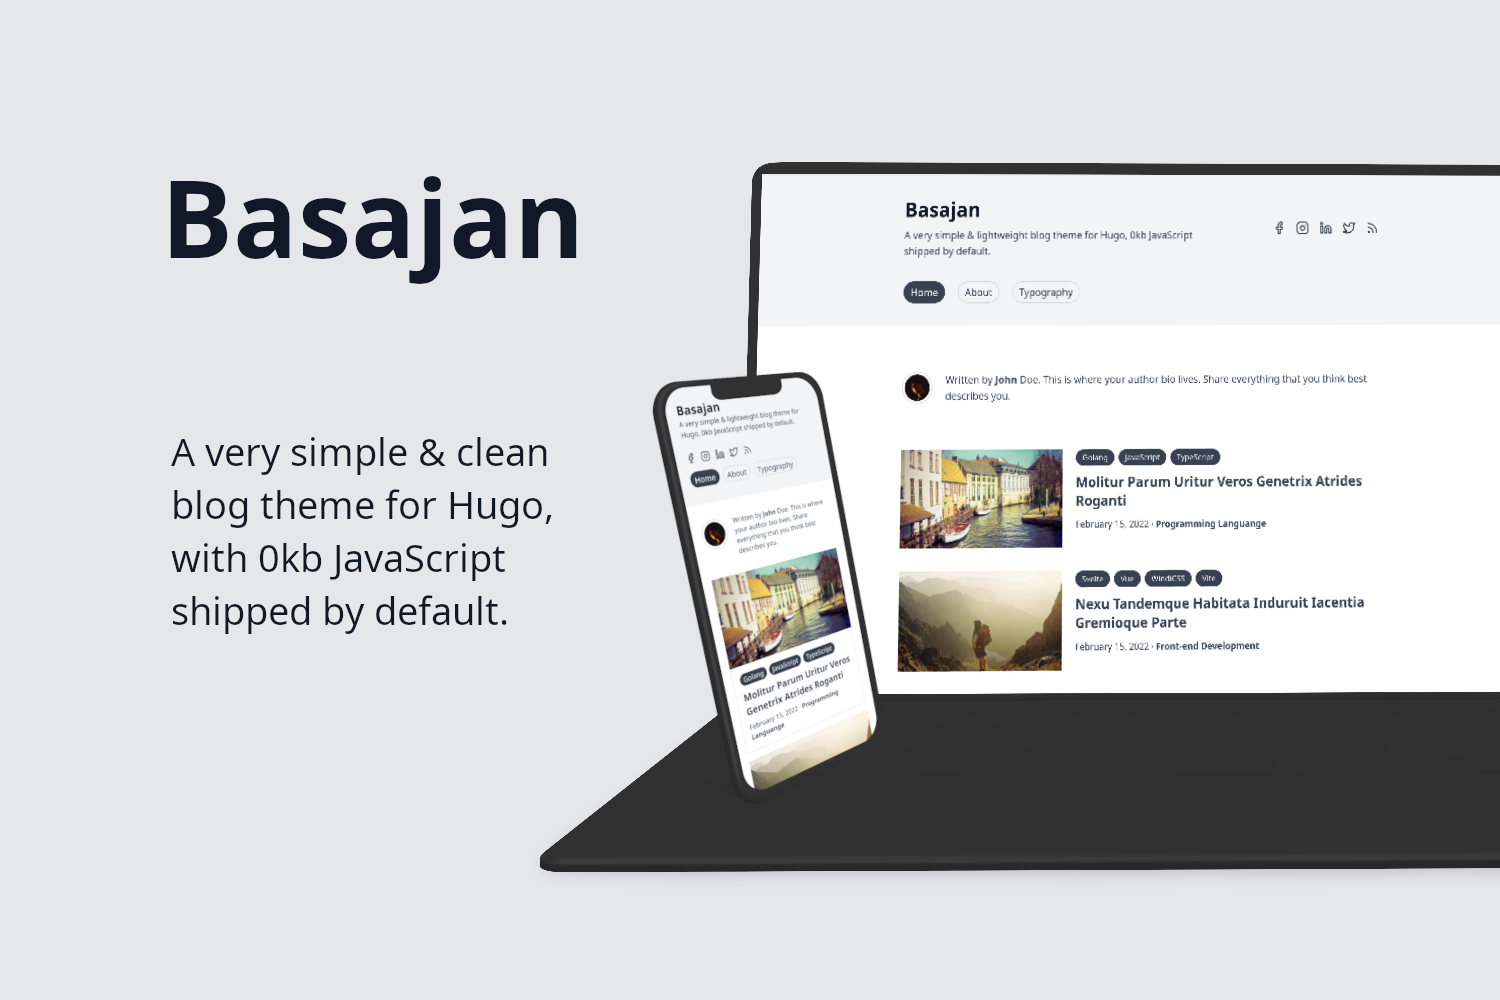 Basajan
A very simple & clean
blog theme for Hugo,
with 0kb JavaScript
shipped by default.
Basajan
A very simple & lightweight blog theme for Hugo, 0kb JavaScript
shipped by default.
Home About Typography
Written by John Doe. This is where your author bio lives. Share everything that you think best
describes you.
Golang JavaScript TypeScript
Molitur Parum Uritur Veros Genetrix Atrides
Roganti
February 15, 2022 · Programming Languange
Svelte Vue WindiCSS Vite
Nexu Tandemque Habitata Induruit Iacentia
Gremioque Parte
February 15, 2022 · Front-end Development
Basajan
A very simple & lightweight blog theme for
Hugo, 0kb JavaScript shipped by default.
Home About Typography
Written by John Doe. This is where
your author bio lives. Share
everything that you think best
describes you.
Golang JavaScript TypeScript
Molitur Parum Uritur Veros
Genetrix Atrides Roganti
February 15, 2022 · Programming
Languange